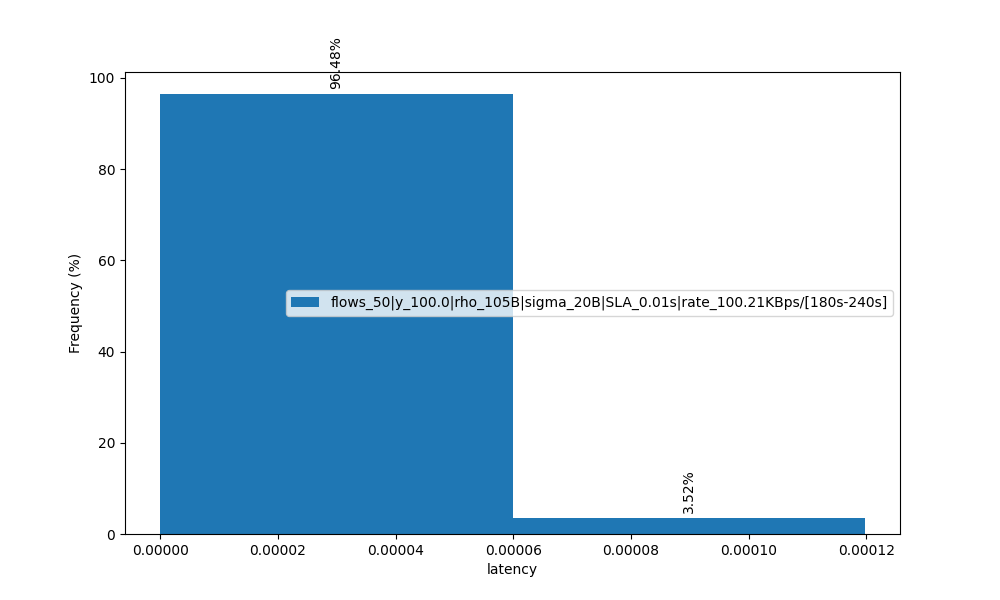 96.48%
100
80
60
40
20
0
Frequency (%)
flows_50|y_100.0|rho_105B|sigma_20B|SLA_0.01s|rate_100.21KBps/[180s-240s]
3.52%
0.00000 0.00002 0.00004 0.00006 0.00008 0.00010 0.00012
latency